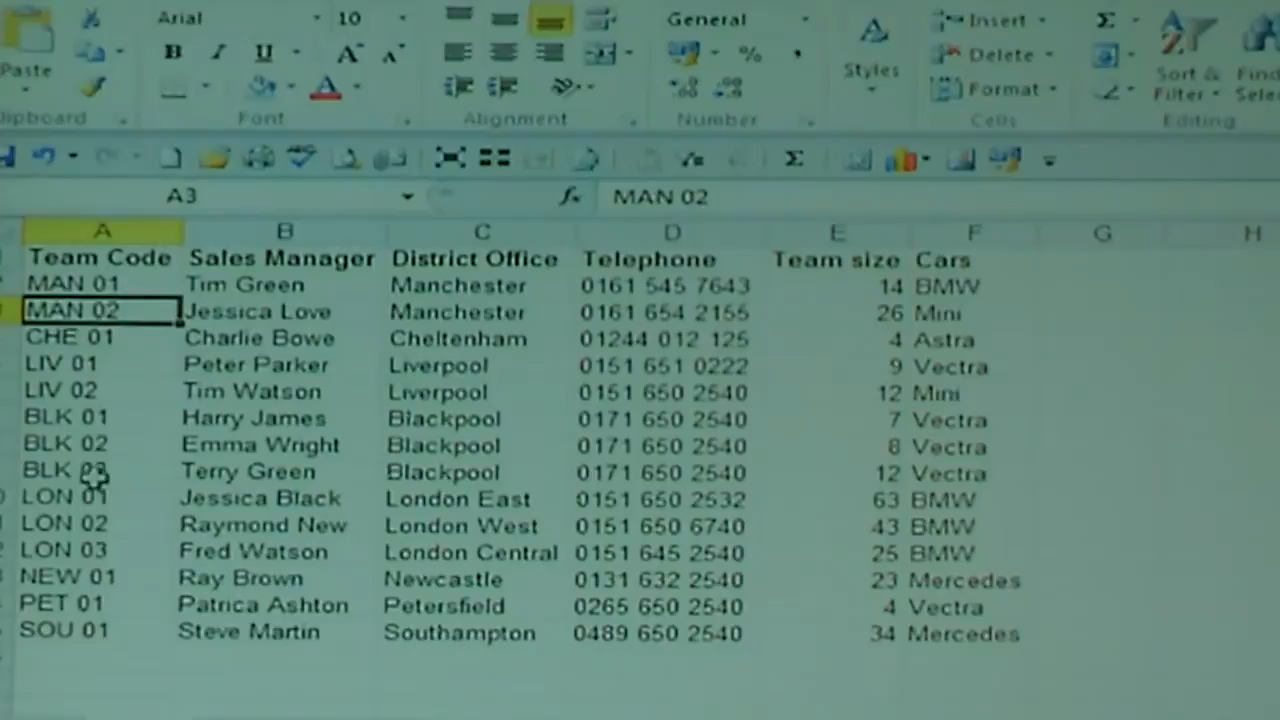 Arial 10 General Insert Σ
Paste B I U A A % , Styles Delete Sort & Find
Format Filter Selec
lipboard Font Alignment Number Cells Editing
Σ
A3 fx MAN 02
A B C D E F G H
Team Code Sales Manager District Office Telephone Team size Cars
MAN 01 Tim Green Manchester 0161 545 7643 14 BMW
MAN 02 Jessica Love Manchester 0161 654 2155 26 Mini
CHE 01 Charlie Bowe Cheltenham 01244 012 125 4 Astra
LIV 01 Peter Parker Liverpool 0151 651 0222 9 Vectra
LIV 02 Tim Watson Liverpool 0151 650 2540 12 Mini
BLK 01 Harry James Blackpool 0171 650 2540 7 Vectra
BLK 02 Emma Wright Blackpool 0171 650 2540 8 Vectra
BLK 03 Terry Green Blackpool 0171 650 2540 12 Vectra
LON 01 Jessica Black London East 0151 650 2532 63 BMW
LON 02 Raymond New London West 0151 650 6740 43 BMW
LON 03 Fred Watson London Central 0151 645 2540 25 BMW
NEW 01 Ray Brown Newcastle 0131 632 2540 23 Mercedes
PET 01 Patrica Ashton Petersfield 0265 650 2540 4 Vectra
SOU 01 Steve Martin Southampton 0489 650 2540 34 Mercedes